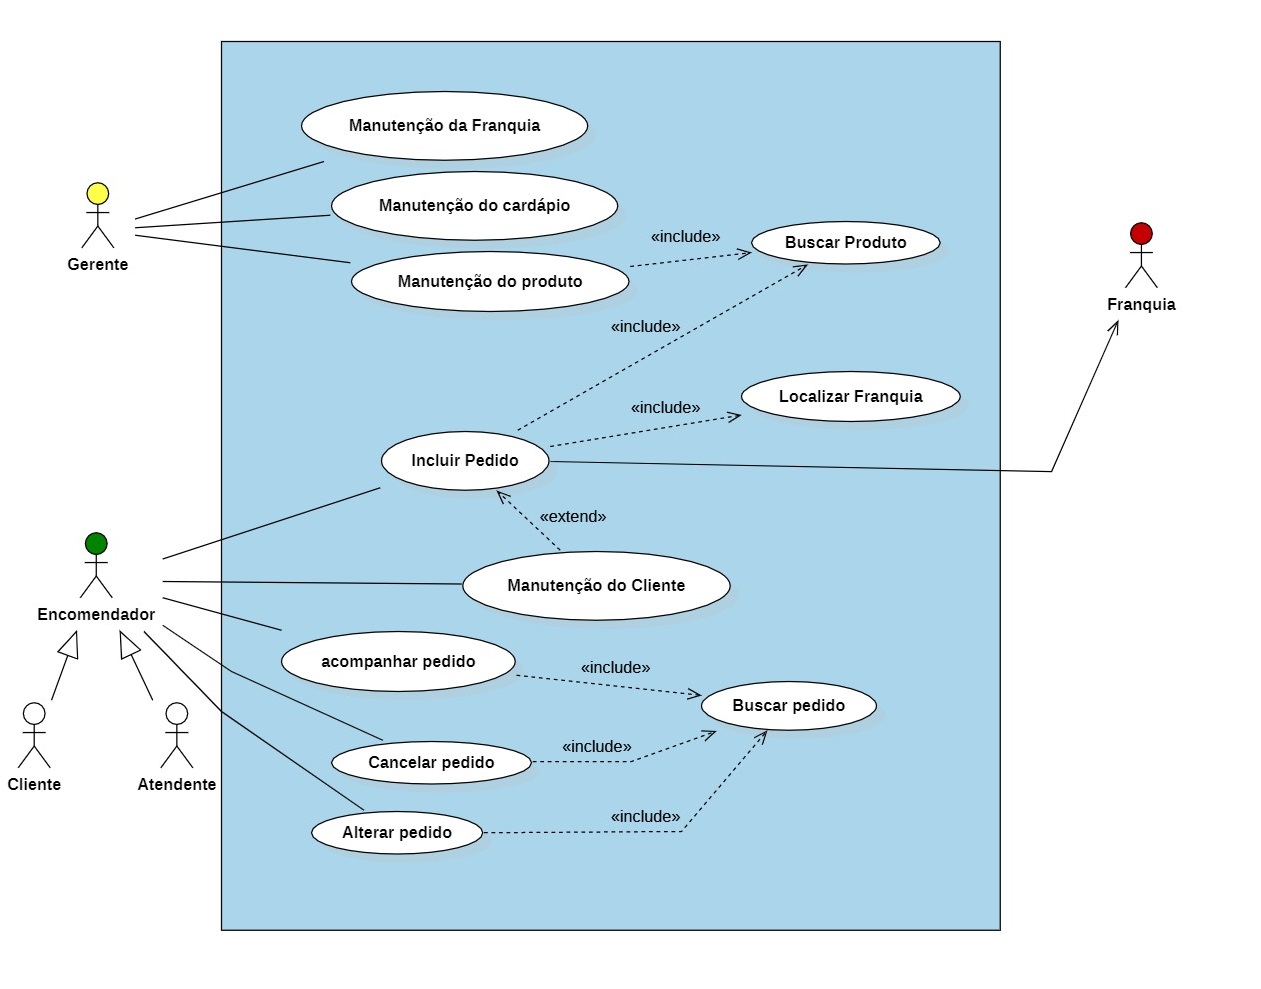 Manutenção da Franquia
Manutenção do cardápio
Gerente
«include»
Buscar Produto
Manutenção do produto
Franquia
«include»
Localizar Franquia
«include»
Incluir Pedido
«extend»
Manutenção do Cliente
Encomendador
acompanhar pedido
«include»
Buscar pedido
«include»
Cancelar pedido
Cliente
Atendente
«include»
Alterar pedido